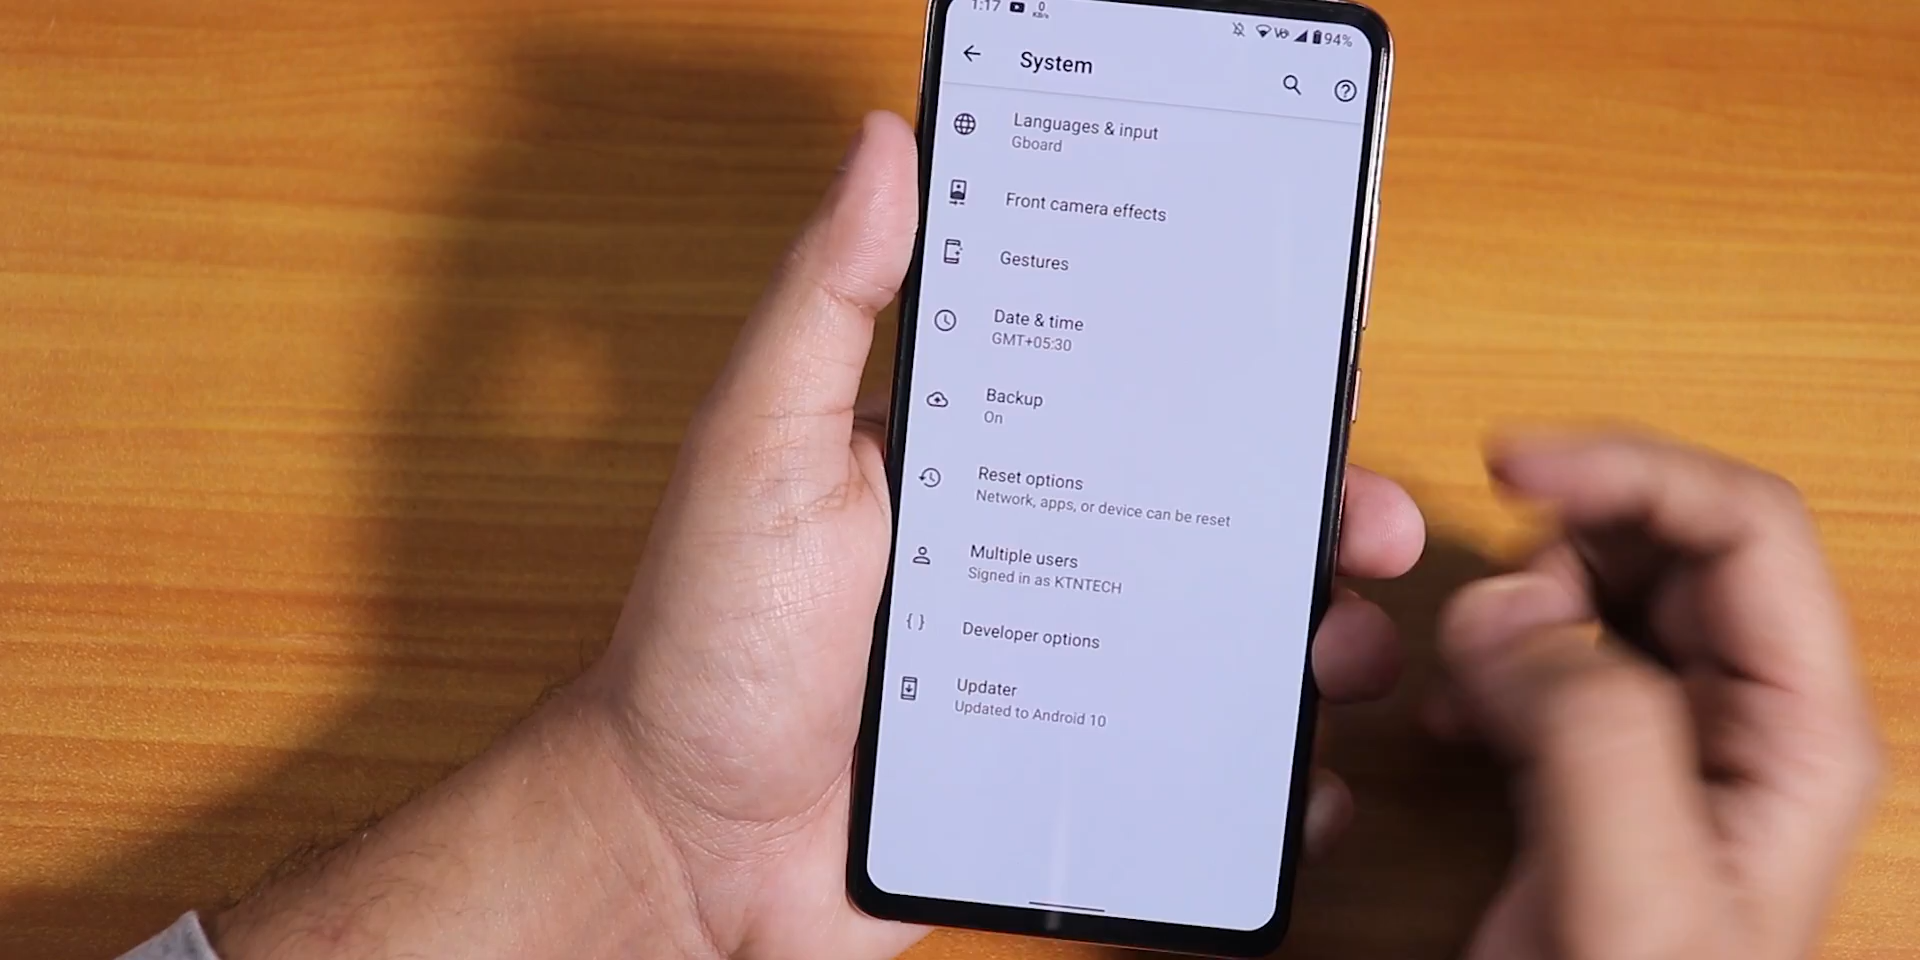 1:17 0 KB/s 94%
System
Languages & input
Gboard
Front camera effects
Gestures
Date & time
GMT+05:30
Backup
On
Reset options
Network, apps, or device can be reset
Multiple users
Signed in as KTNTECH
{ } Developer options
Updater
Updated to Android 10